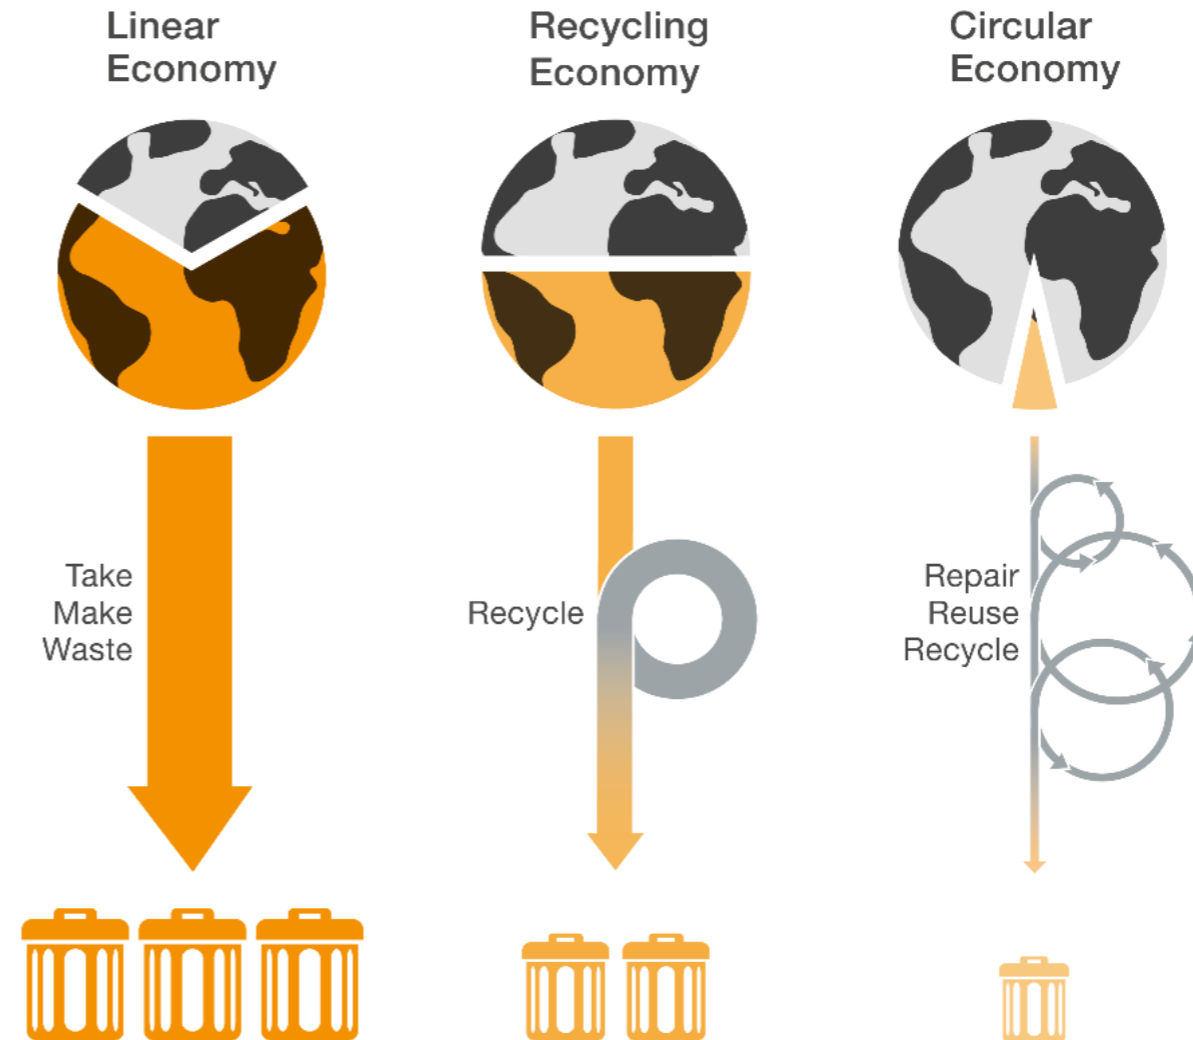 Linear
Economy
Recycling
Economy
Circular
Economy
Take
Make
Waste
Recycle
Repair
Reuse
Recycle